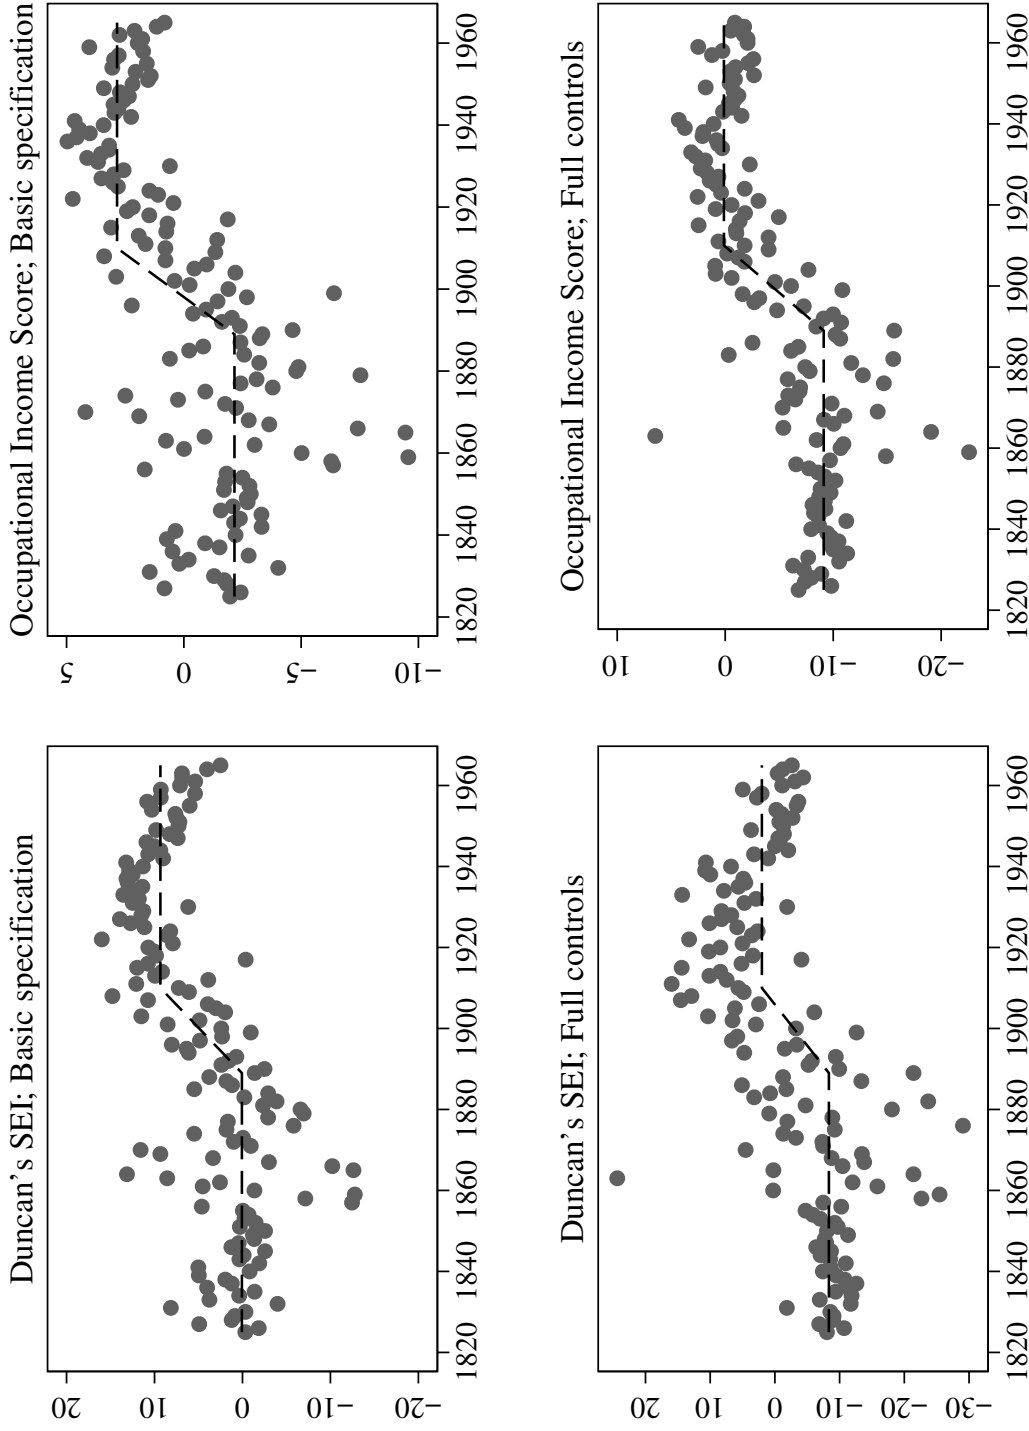 Duncan's SEI; Basic specification
20
10
0
−10
−20
1820 1840 1860 1880 1900 1920 1940 1960
Occupational Income Score; Basic specification
5
0
−5
−10
1820 1840 1860 1880 1900 1920 1940 1960
Duncan's SEI; Full controls
20
10
0
−10
−20
−30
1820 1840 1860 1880 1900 1920 1940 1960
Occupational Income Score; Full controls
10
0
−10
−20
1820 1840 1860 1880 1900 1920 1940 1960